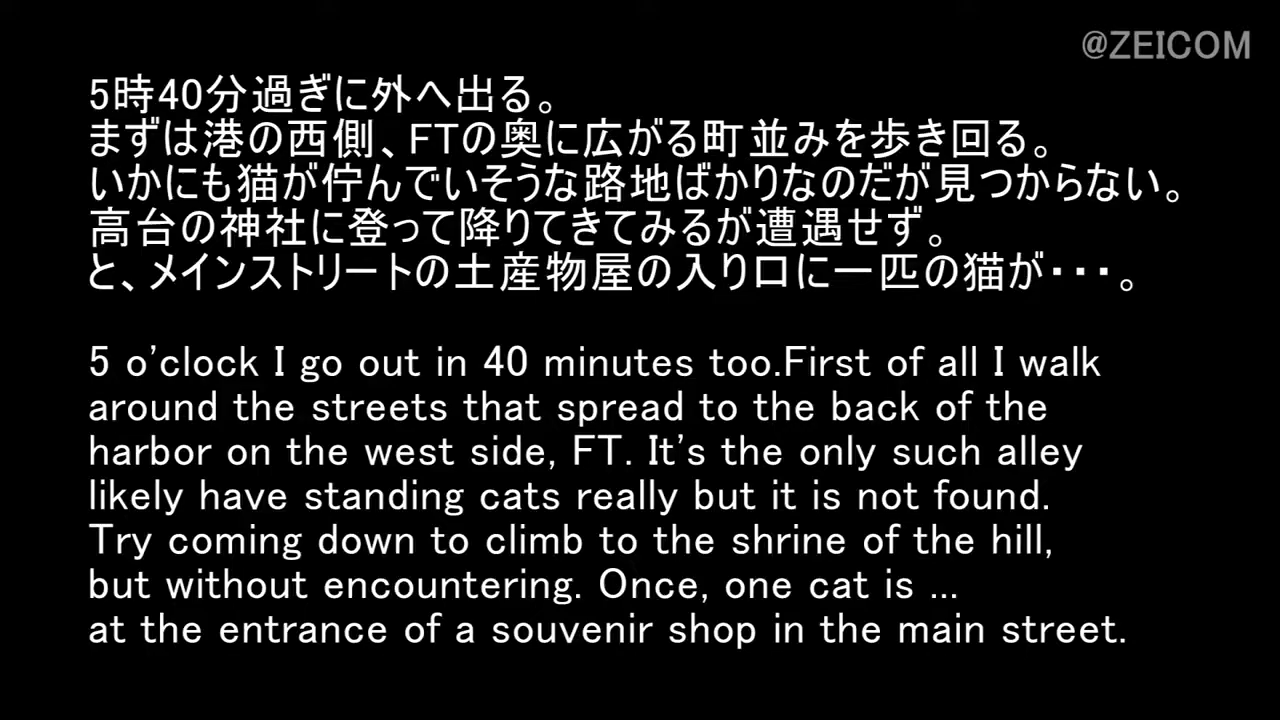 @ZEICOM
5時40分過ぎに外へ出る。
まずは港の西側、FTの奥に広がる町並みを歩き回る。
いかにも猫が佇んでいそうな路地ばかりなのだが見つからない。
高台の神社に登って降りてきてみるが遭遇せず。
と、メインストリートの土産物屋の入り口に一匹の猫が・・・。
5 o'clock I go out in 40 minutes too.First of all I walk
around the streets that spread to the back of the
harbor on the west side, FT. It's the only such alley
likely have standing cats really but it is not found.
Try coming down to climb to the shrine of the hill,
but without encountering. Once, one cat is ...
at the entrance of a souvenir shop in the main street.